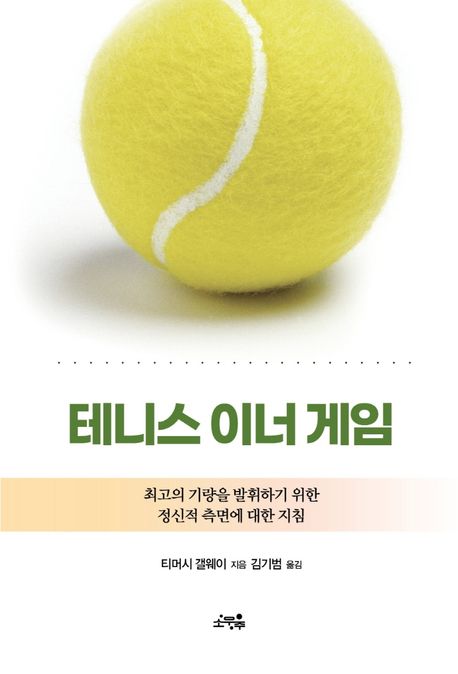 테니스 이너 게임
최고의 기량을 발휘하기 위한
정신적 측면에 대한 지침
티머시 갤웨이 지음 김기범 옮김
소우주